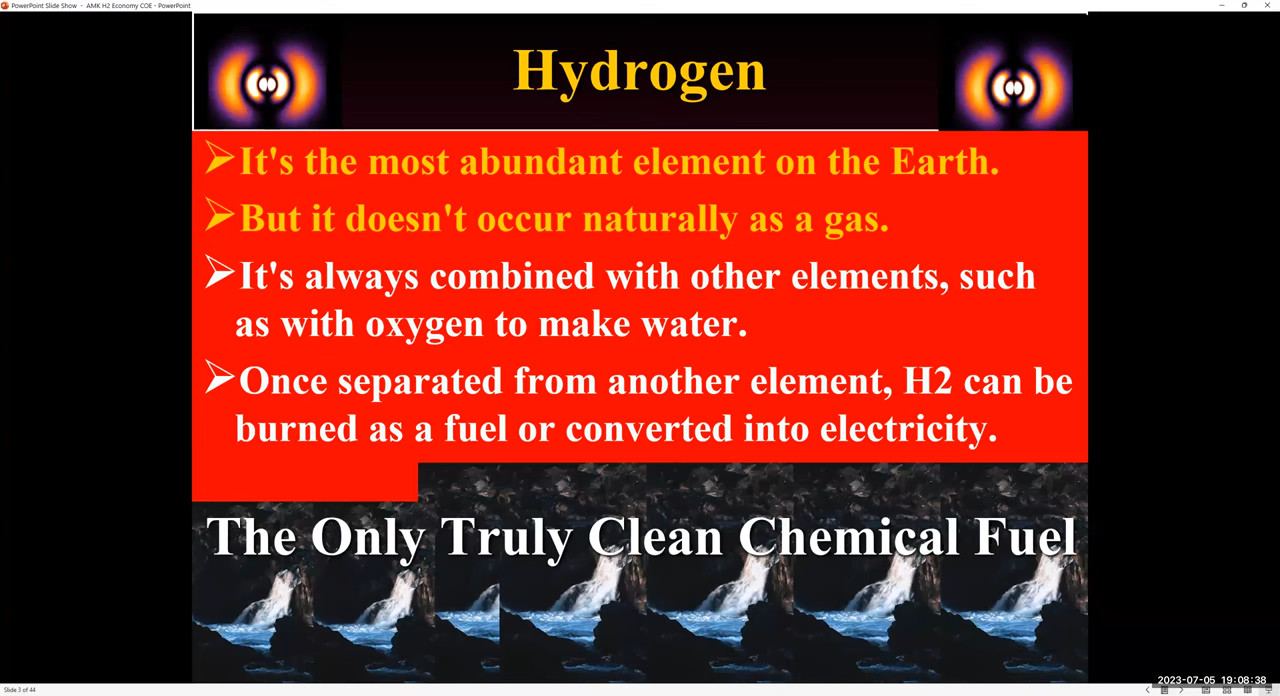 PowerPoint Slide Show - AMK H2 Economy COE - PowerPoint
Hydrogen
➢It's the most abundant element on the Earth.
➢But it doesn't occur naturally as a gas.
➢It's always combined with other elements, such
as with oxygen to make water.
➢Once separated from another element, H2 can be
burned as a fuel or converted into electricity.
The Only Truly Clean Chemical Fuel
2023-07-05 19:08:38
Slide 3 of 44